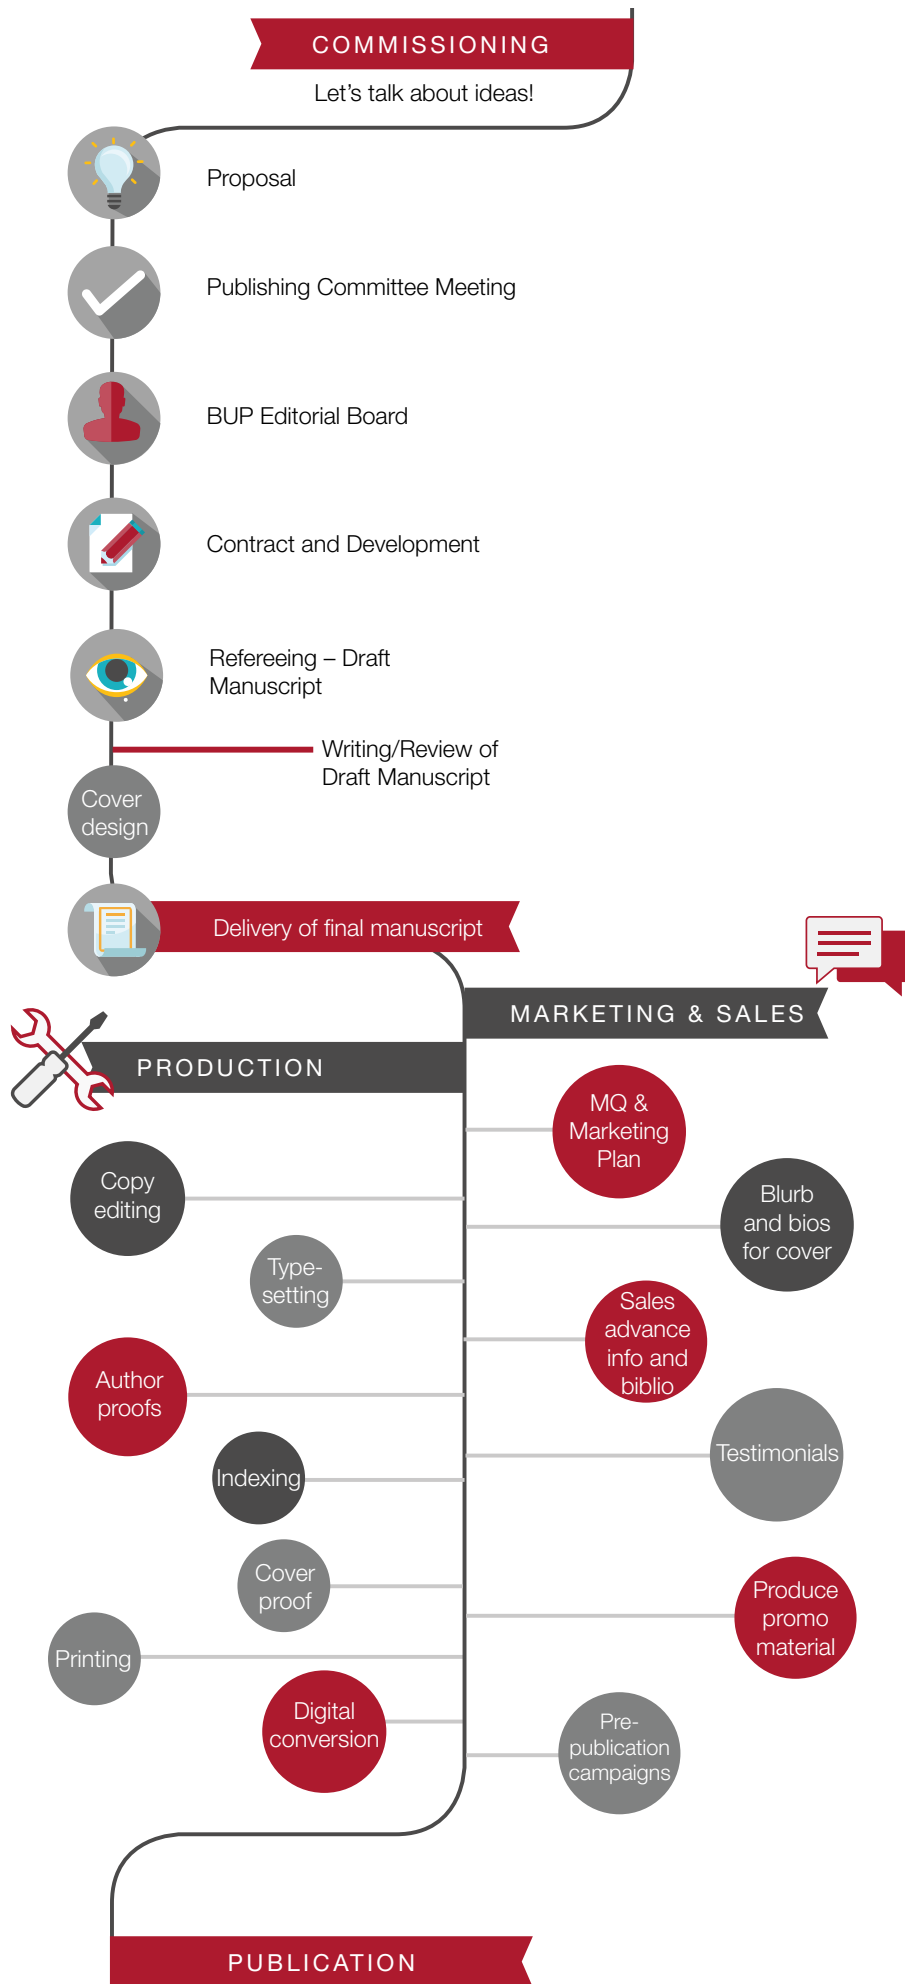 COMMISSIONING
Let's talk about ideas!
Proposal
Publishing Committee Meeting
BUP Editorial Board
Contract and Development
Refereeing – Draft
Manuscript
Writing/Review of
Draft Manuscript
Cover
design
Delivery of final manuscript
MARKETING & SALES
PRODUCTION
MQ &
Marketing
Plan
Copy
editing
Blurb
and bios
for cover
Type-
setting
Sales
advance
info and
biblio
Author
proofs
Testimonials
Indexing
Cover
proof
Produce
promo
material
Printing
Digital
conversion
Pre-
publication
campaigns
PUBLICATION